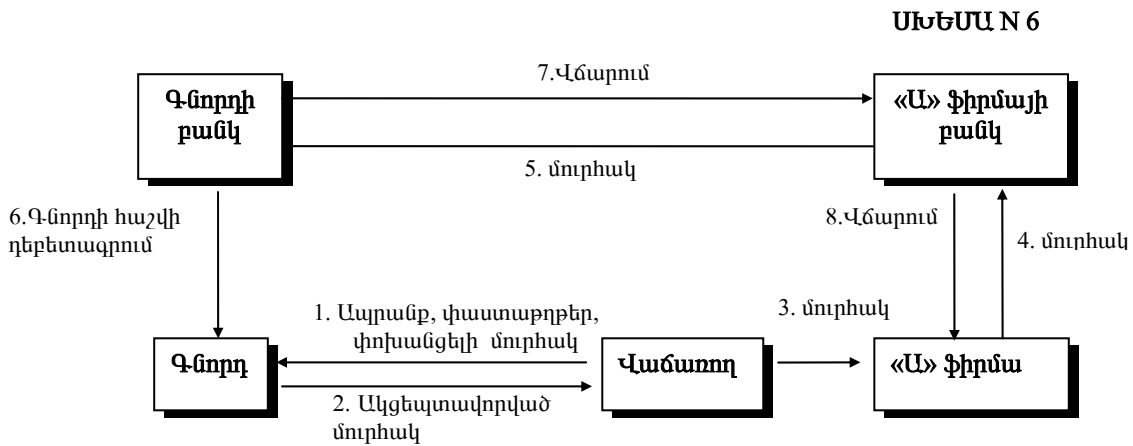 ՍԽԵՄԱ N 6
7.Վճարում
Գնորդի
բանկ
«Ա» ֆիրմայի
բանկ
5. մուրհակ
6.Գնորդի հաշվի
դեբետագրում
8.Վճարում
4. մուրհակ
1. Ապրանք, փաստաթղթեր,
փոխանցելի մուրհակ
3. մուրհակ
Գնորդ
Վաճառող
«Ա» ֆիրմա
2. Ակցեպտավորված
մուրհակ